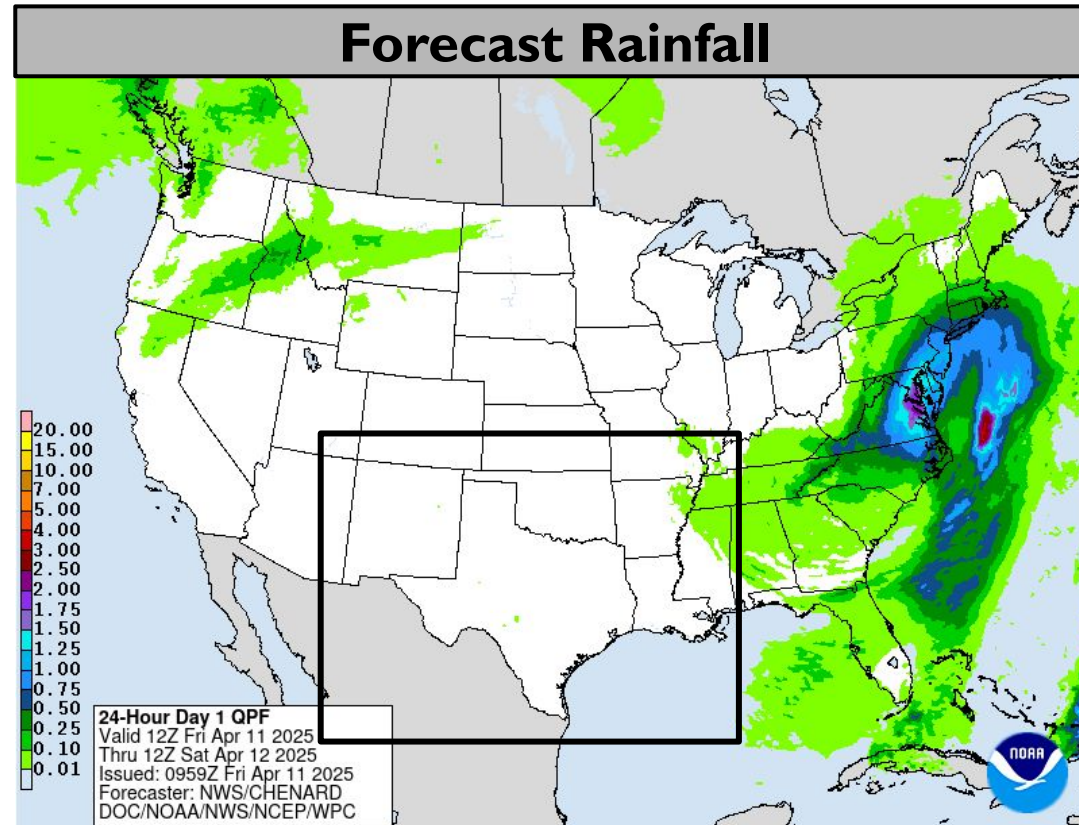 Forecast Rainfall
20.00
15.00
10.00
7.00
5.00
4.00
3.00
2.50
2.00
1.75
1.50
1.25
1.00
0.75
0.50
0.25
0.10
0.01
24-Hour Day 1 QPF
Valid 12Z Fri Apr 11 2025
Thru 12Z Sat Apr 12 2025
Issued: 0959Z Fri Apr 11 2025
Forecaster: NWS/CHENARD
DOC/NOAA/NWS/NCEP/WPC
NOAA